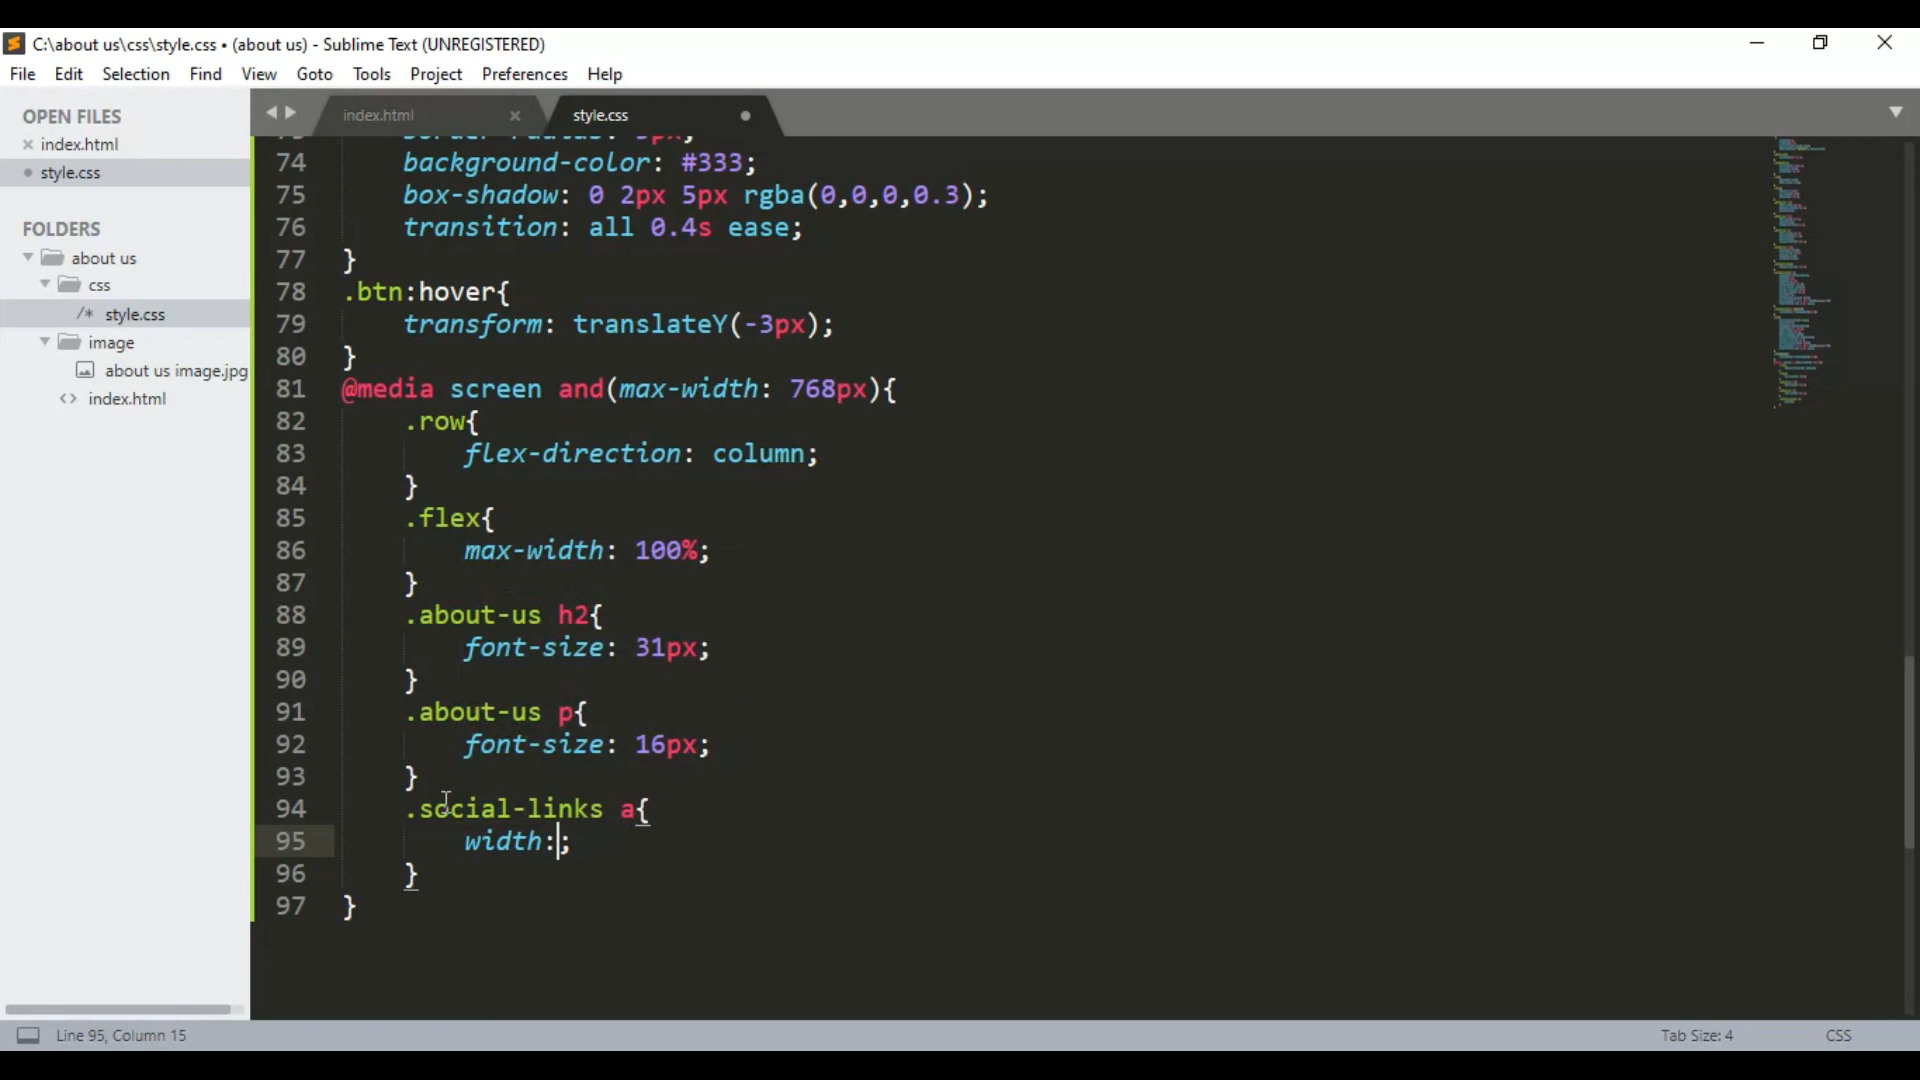 C:\about us\css\style.css • (about us) - Sublime Text (UNREGISTERED)
File Edit Selection Find View Goto Tools Project Preferences Help
OPEN FILES
index.html
style.css
FOLDERS
about us
css
/* style.css
image
about us image.jpg
<> index.html
index.html
style.css
74 background-color: #333;
75 box-shadow: 0 2px 5px rgba(0,0,0,0.3);
76 transition: all 0.4s ease;
77 }
78 .btn:hover{
79 transform: translateY(-3px);
80 }
81 @media screen and(max-width: 768px){
82 .row{
83 flex-direction: column;
84 }
85 .flex{
86 max-width: 100%;
87 }
88 .about-us h2{
89 font-size: 31px;
90 }
91 .about-us p{
92 font-size: 16px;
93 }
94 .social-links a{
95 width:;
96 }
97 }
Line 95, Column 15
Tab Size: 4
CSS